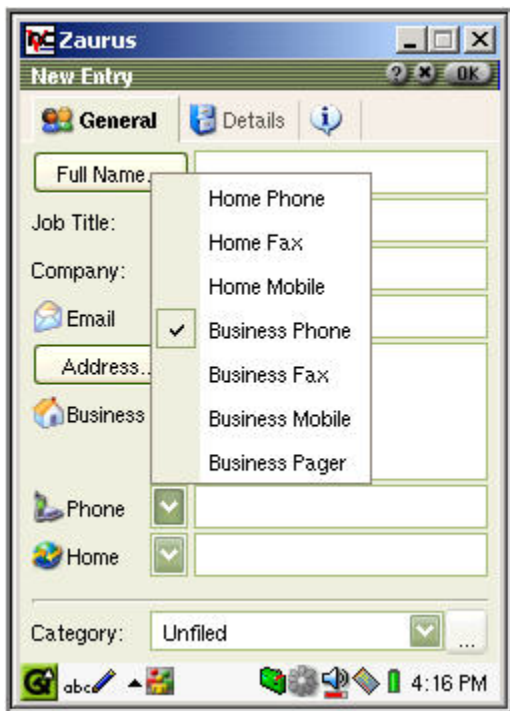 Zaurus
New Entry
? OK
General Details
Full Name..
Job Title:
Company:
Email
Address..
Business
Home Phone
Home Fax
Home Mobile
Business Phone
Business Fax
Business Mobile
Business Pager
Phone
Home
Category: Unfiled ...
abc 4:16 PM